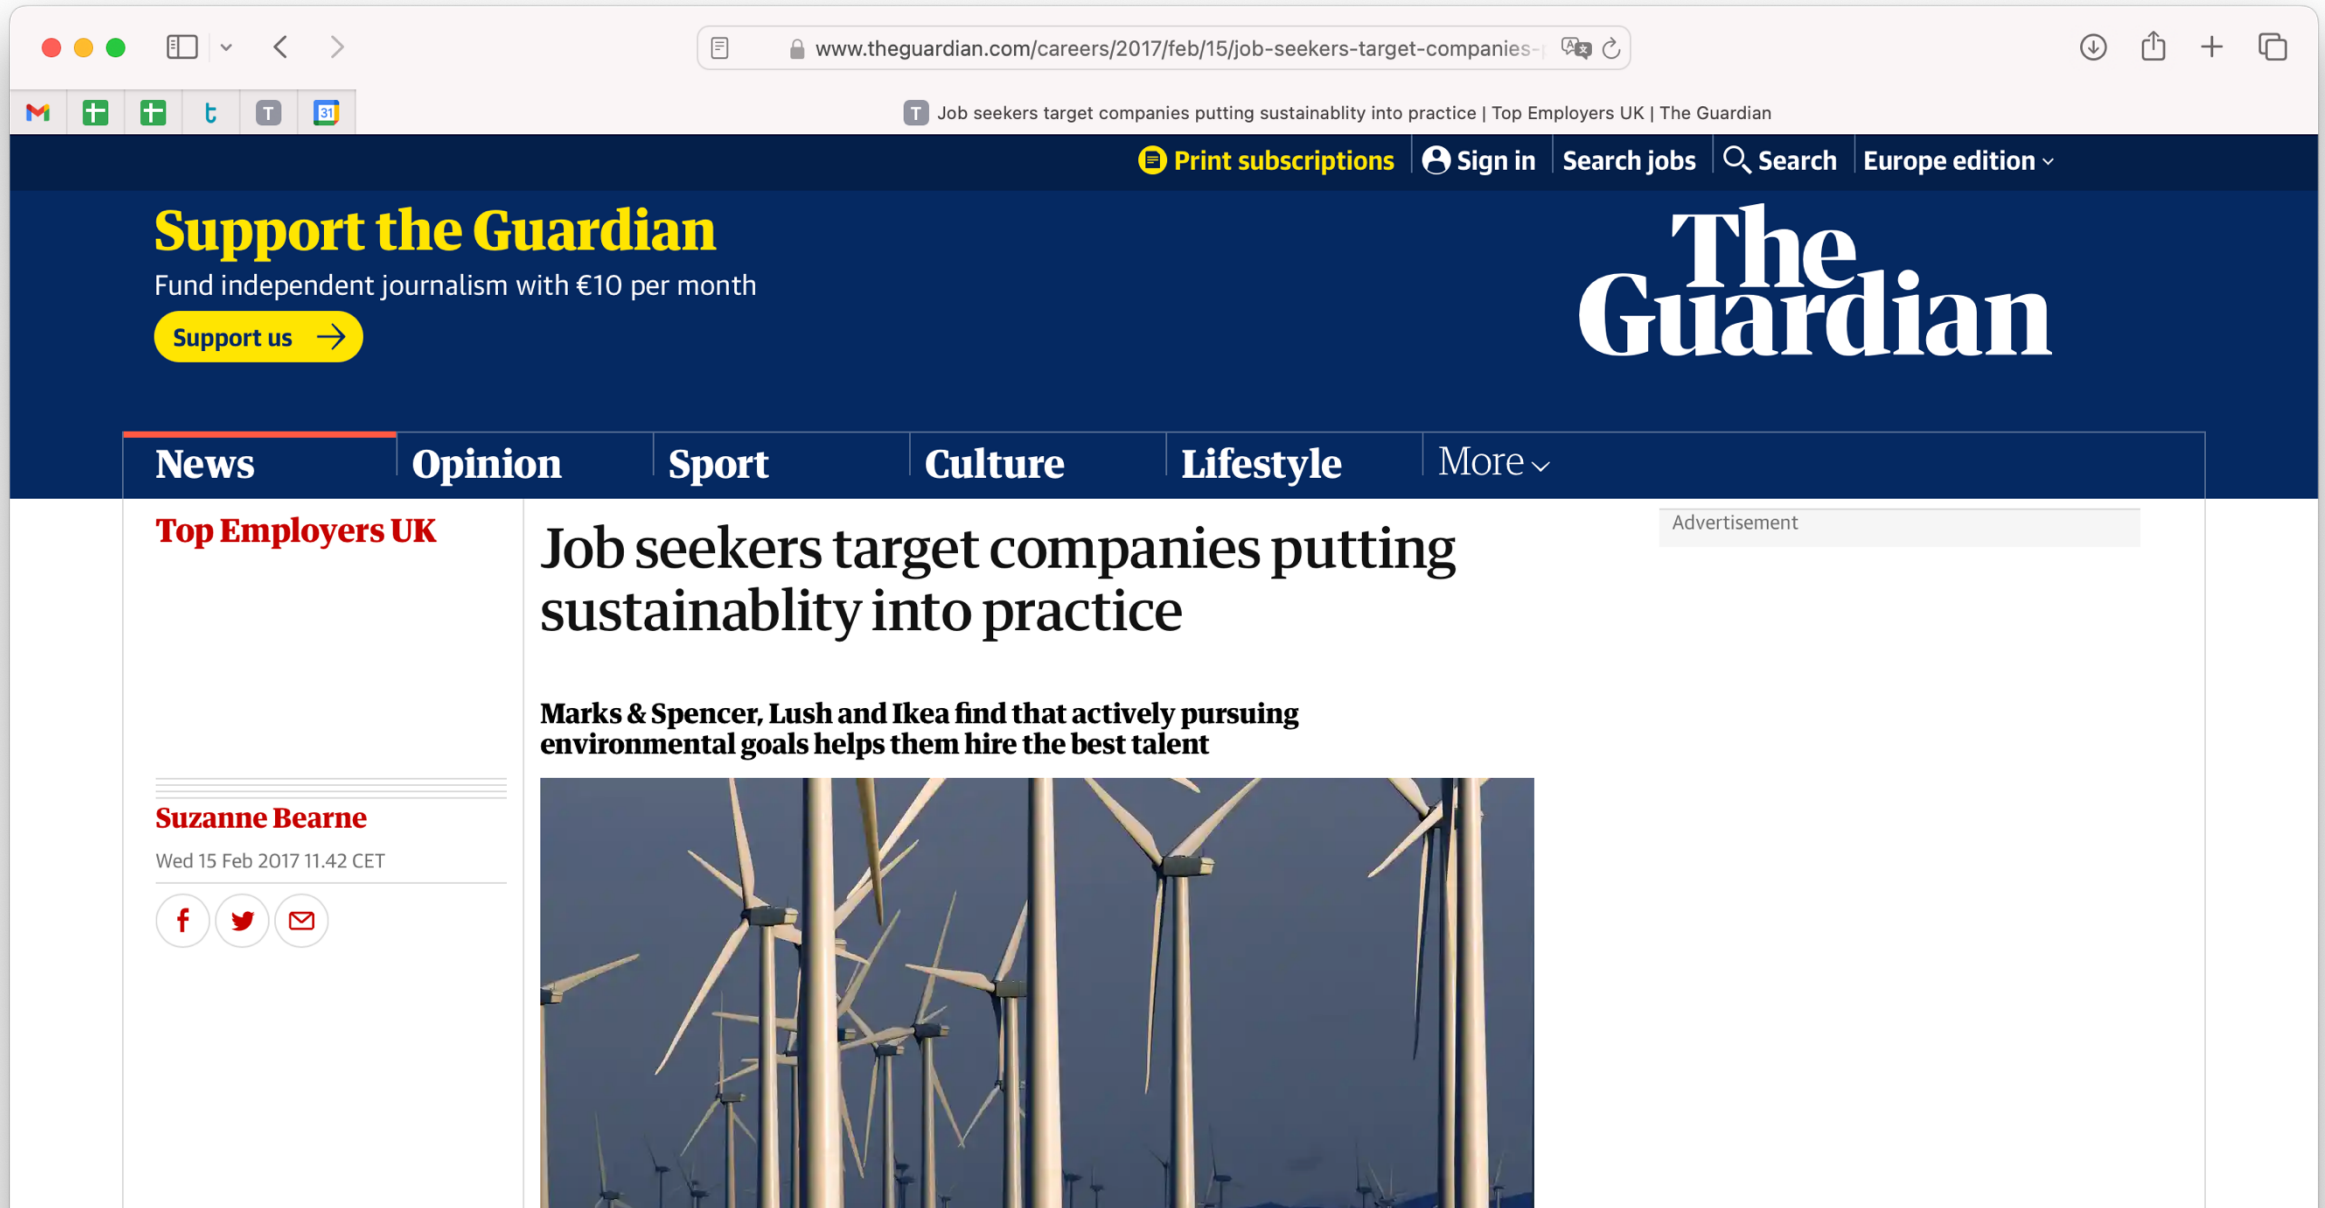 www.theguardian.com/careers/2017/feb/15/job-seekers-target-companies-
31
T Job seekers target companies putting sustainablity into practice | Top Employers UK | The Guardian
Print subscriptions
Sign in
Search jobs
Search
Europe edition
Support the Guardian
Fund independent journalism with €10 per month
Support us
The
Guardian
News
Opinion
Sport
Culture
Lifestyle
More
Top Employers UK
Job seekers target companies putting
sustainablity into practice
Advertisement
Marks & Spencer, Lush and Ikea find that actively pursuing
environmental goals helps them hire the best talent
Suzanne Bearne
Wed 15 Feb 2017 11.42 CET